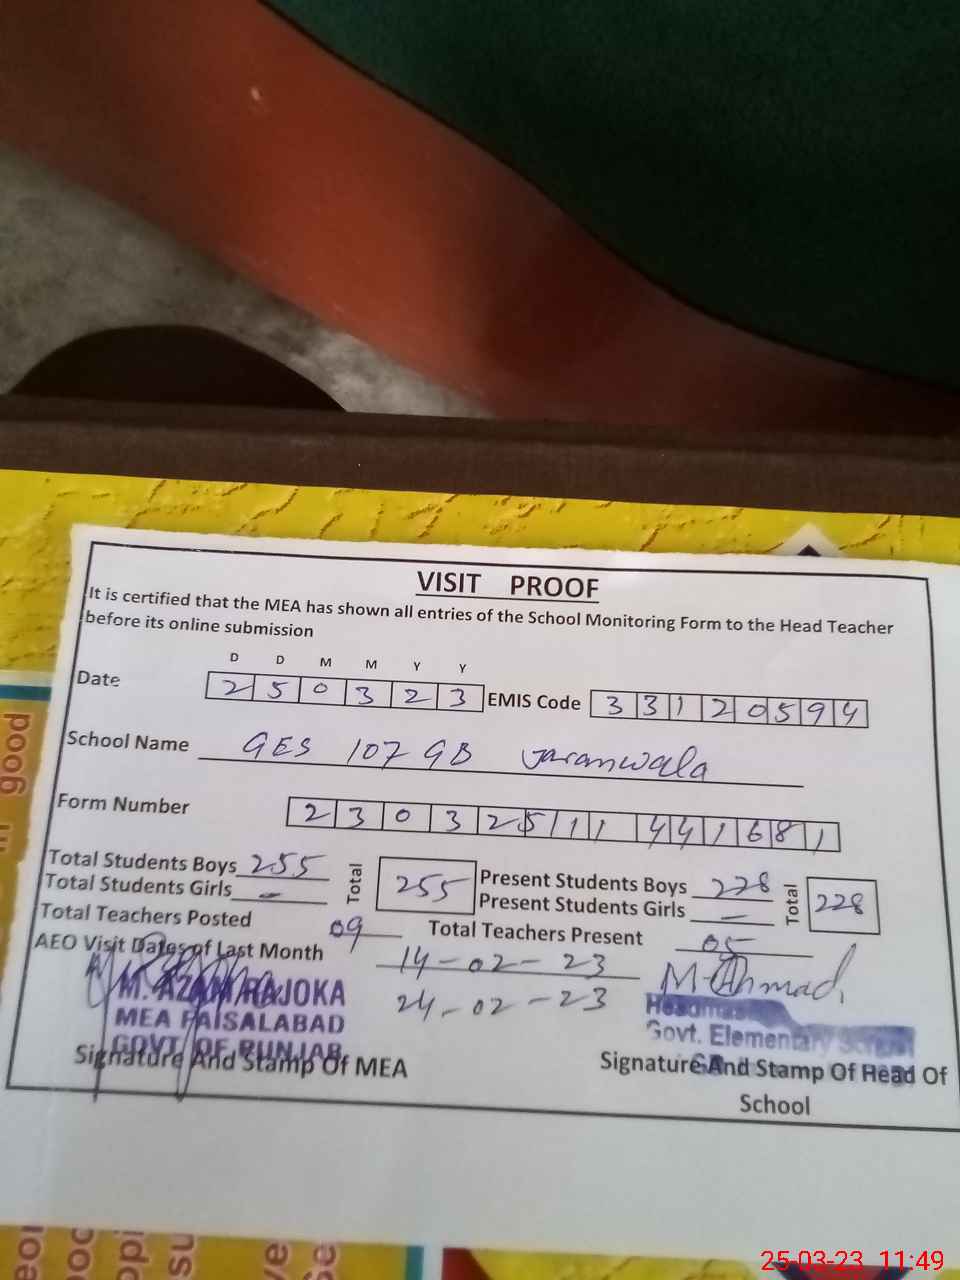 VISIT PROOF
It is certified that the MEA has shown all entries of the School Monitoring Form to the Head Teacher
before its online submission
D D M M Y Y
Date 2 5 0 3 2 3 EMIS Code 3 3 1 2 0 5 9 4
School Name GES 107 GB Jaranwala
Form Number 2 3 0 3 2 5 1 1 4 4 1 6 8 1
Total Students Boys 255 Total 255 Present Students Boys 228 Total 228
Total Students Girls - Present Students Girls -
Total Teachers Posted 09 Total Teachers Present 05
AEO Visit Dates of Last Month 14-02-23
24-02-23
M. AZAM RAJOKA
MEA FAISALABAD
GOVT. OF PUNJAB
Signature And Stamp Of MEA
M Ahmad
Headmaster
Govt. Elementary School
Signature And Stamp Of Head Of
School
good
25-03-23 11:49